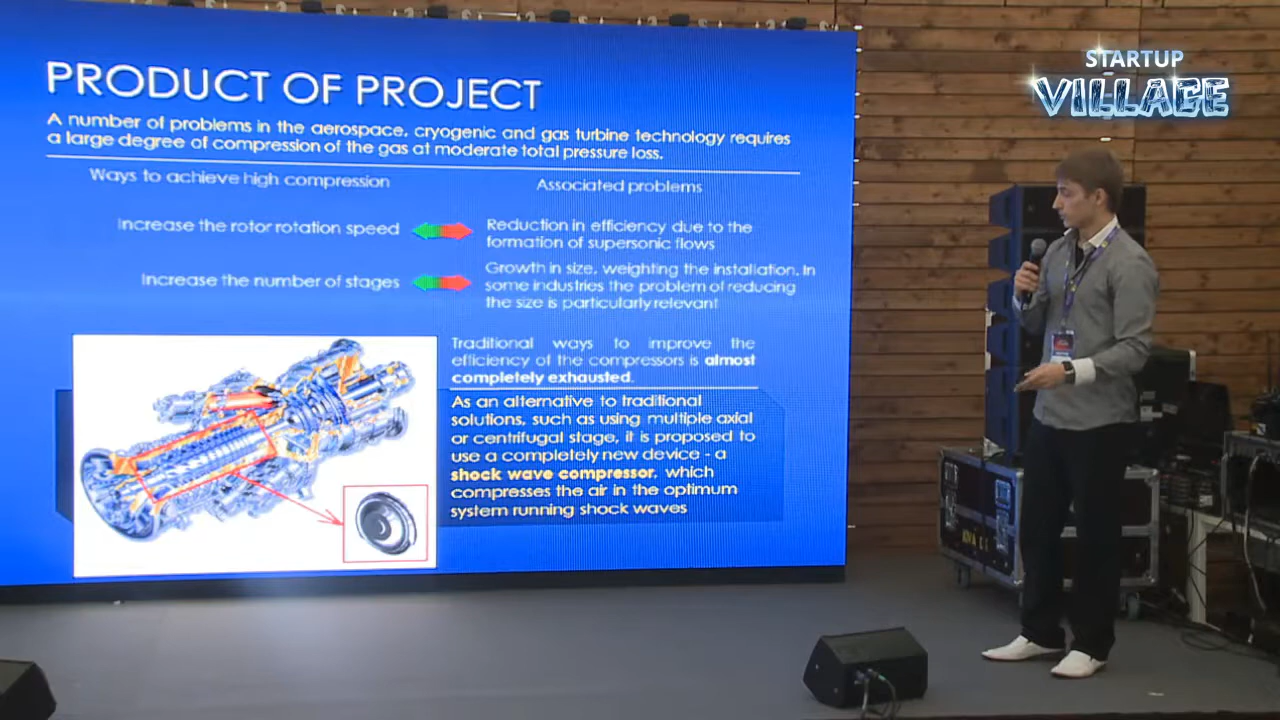 STARTUP
VILLAGE
PRODUCT OF PROJECT
A number of problems in the aerospace, cryogenic and gas turbine technology requires
a large degree of compression of the gas at moderate total pressure loss.
Ways to achieve high compression
Associated problems
Increase the rotor rotation speed
Reduction in efficiency due to the
formation of supersonic flows
Increase the number of stages
Growth in size, weighting the installation. In
some industries the problem of reducing
the size is particularly relevant
Traditional ways to improve the
efficiency of the compressors is almost
completely exhausted.
As an alternative to traditional
solutions, such as using multiple axial
or centrifugal stage, it is proposed to
use a completely new device - a
shock wave compressor, which
compresses the air in the optimum
system running shock waves